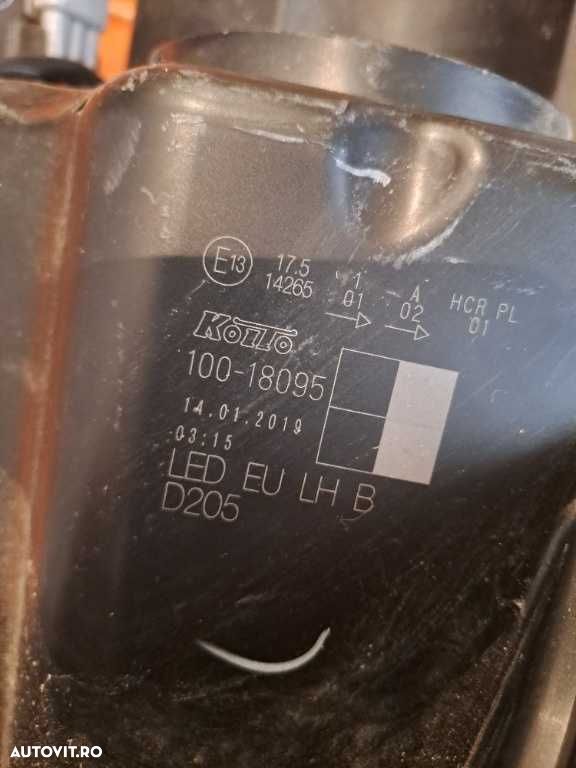 E13 17.5 1 A HCR PL
14265 01 02 01
→ →
KOITO
100-18095
14.01.2019
03:15
LED EU LH B
D205
AUTOVIT.RO